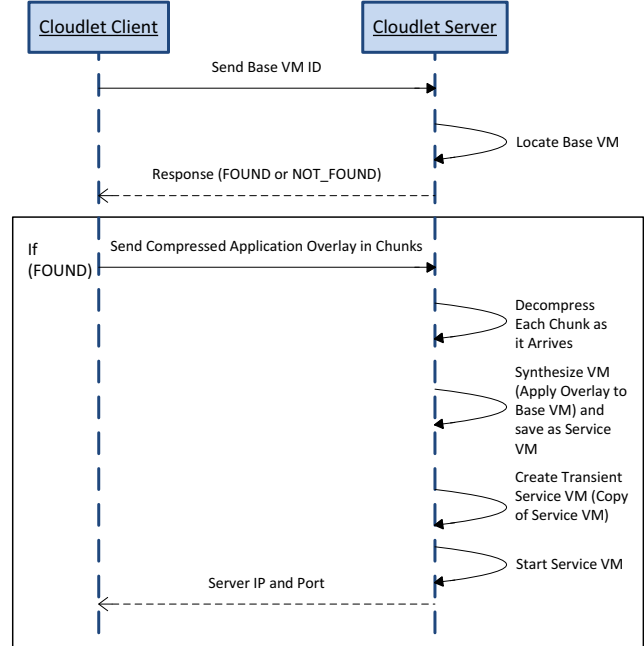 Cloudlet Client
Cloudlet Server
Send Base VM ID
Locate Base VM
Response (FOUND or NOT_FOUND)
If
(FOUND)
Send Compressed Application Overlay in Chunks
Decompress
Each Chunk as
it Arrives
Synthesize VM
(Apply Overlay to
Base VM) and
save as Service
VM
Create Transient
Service VM (Copy
of Service VM)
Start Service VM
Server IP and Port